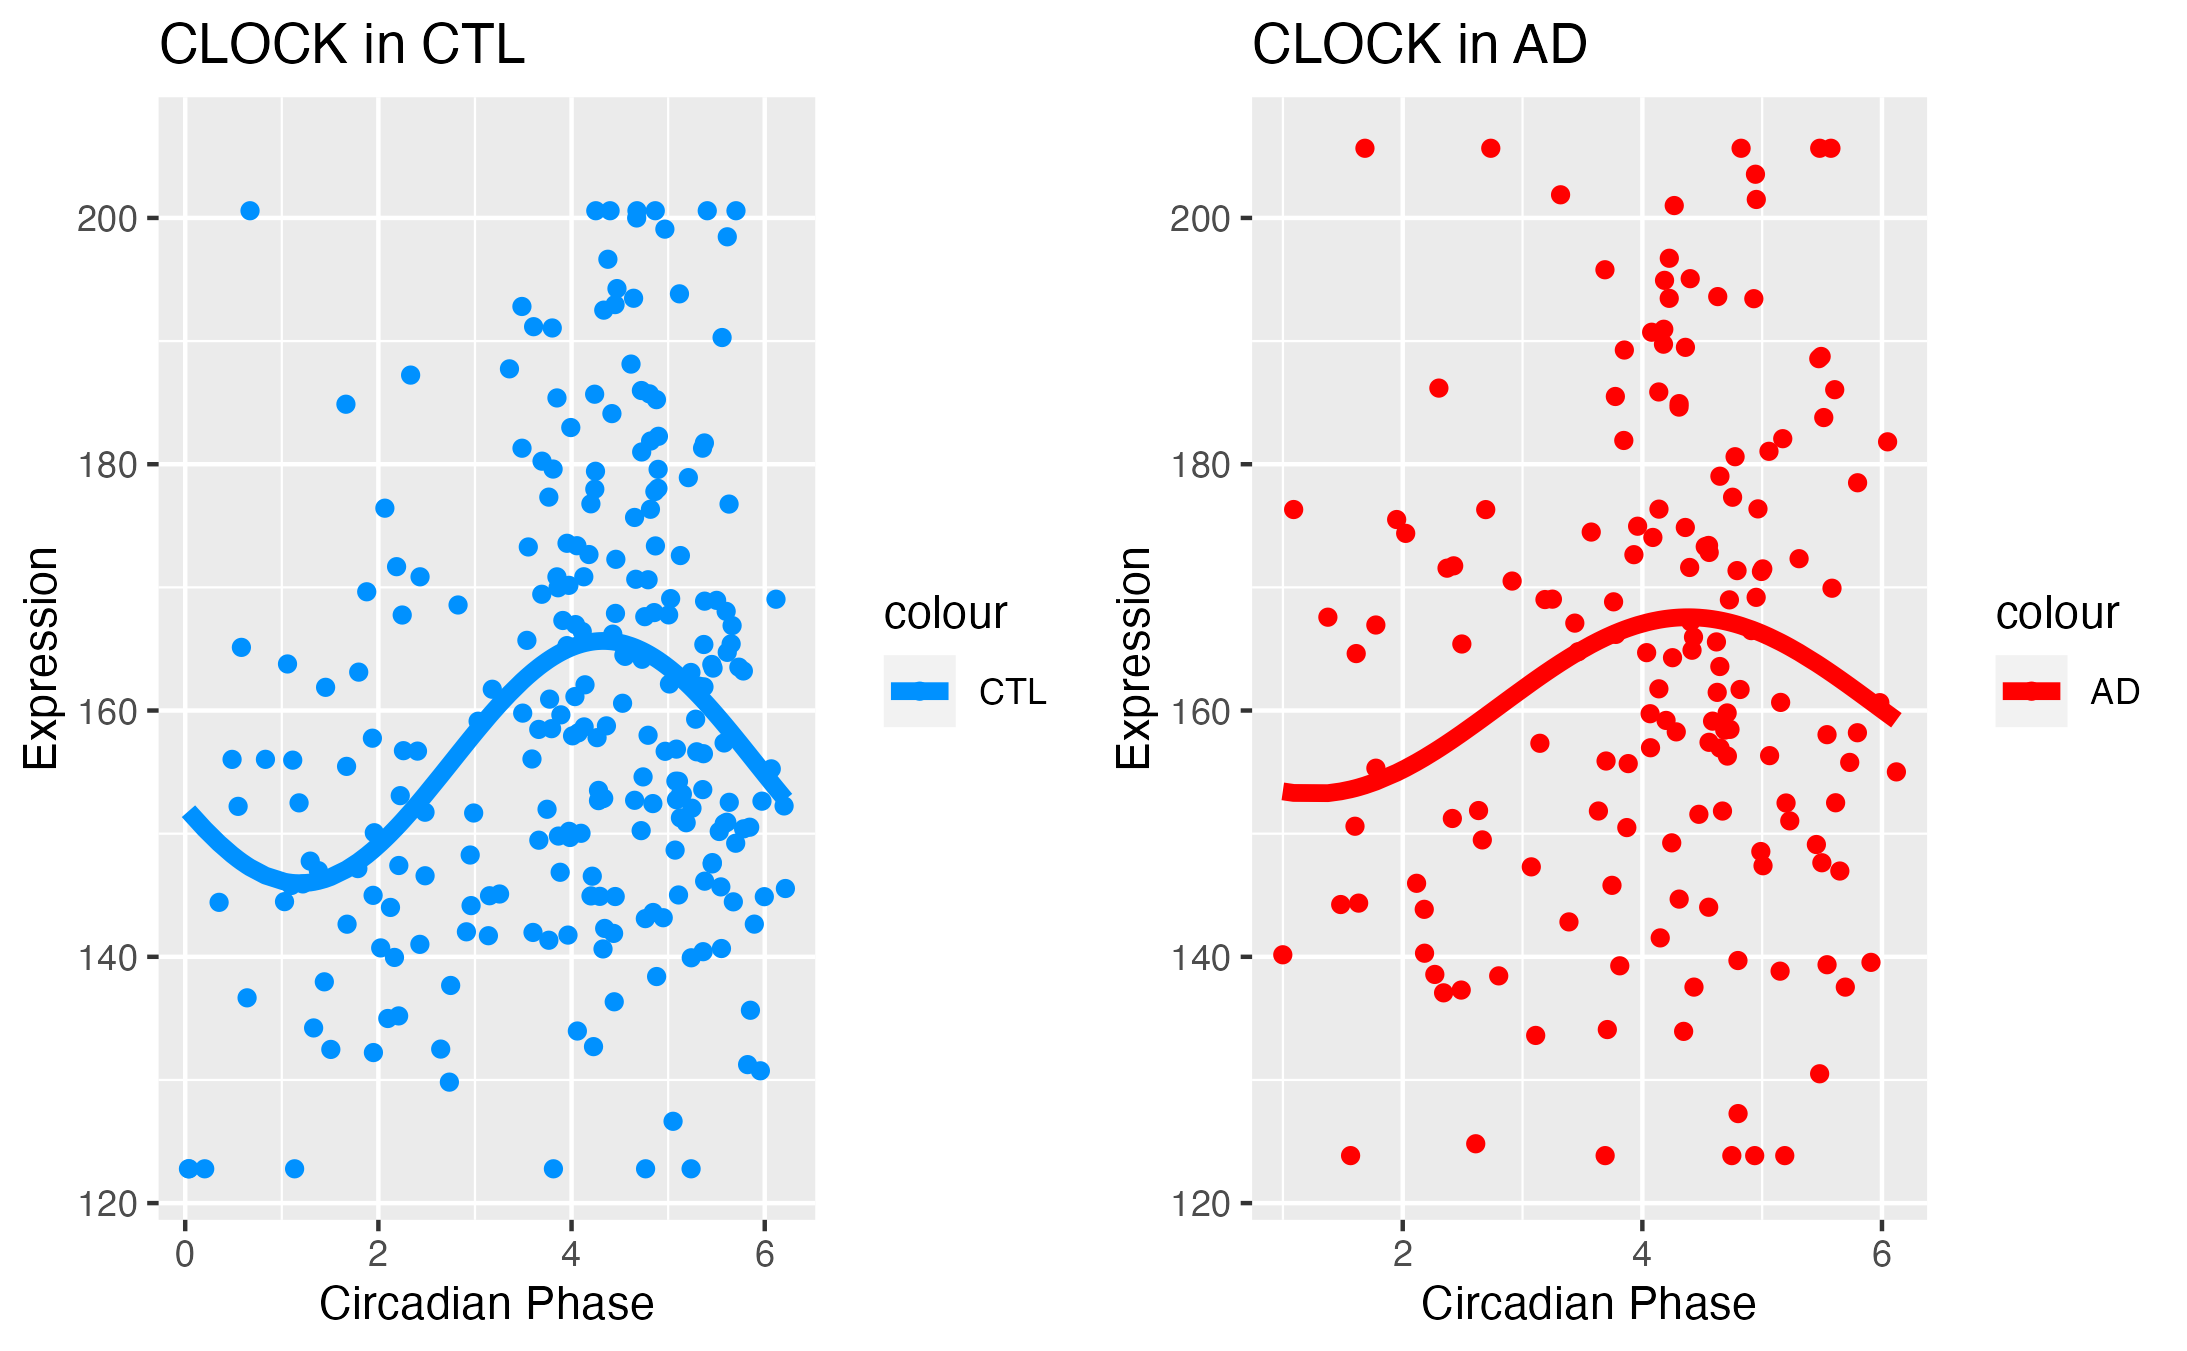 CLOCK in CTL
Expression
200
180
160
140
120
0 2 4 6
Circadian Phase
colour
CTL
CLOCK in AD
Expression
200
180
160
140
120
2 4 6
Circadian Phase
colour
AD